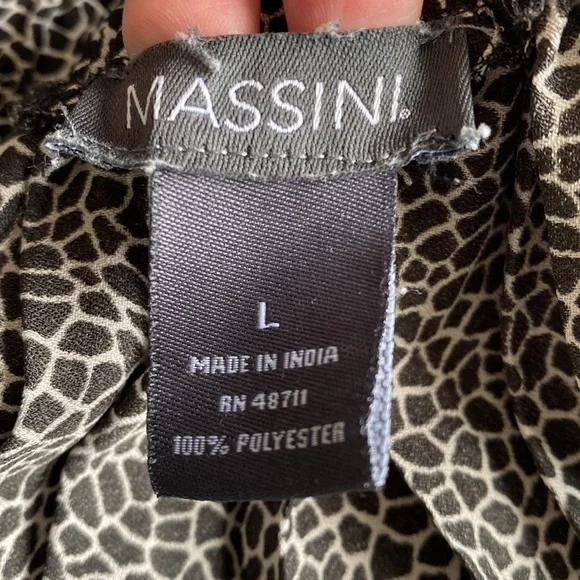 MASSINI.
L
MADE IN INDIA
RN 48711
100% POLYESTER